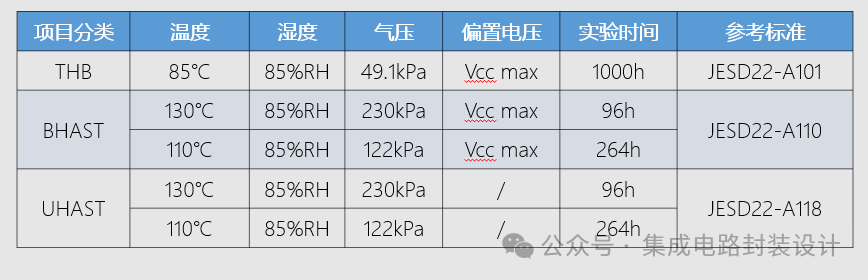 项目分类 温度 湿度 气压 偏置电压 实验时间 参考标准
THB 85℃ 85%RH 49.1kPa Vcc max 1000h JESD22-A101
BHAST 130℃ 85%RH 230kPa Vcc max 96h JESD22-A110
110℃ 85%RH 122kPa Vcc max 264h
UHAST 130℃ 85%RH 230kPa / 96h JESD22-A118
110℃ 85%RH 122kPa / 264h
公众号 · 集成电路封装设计